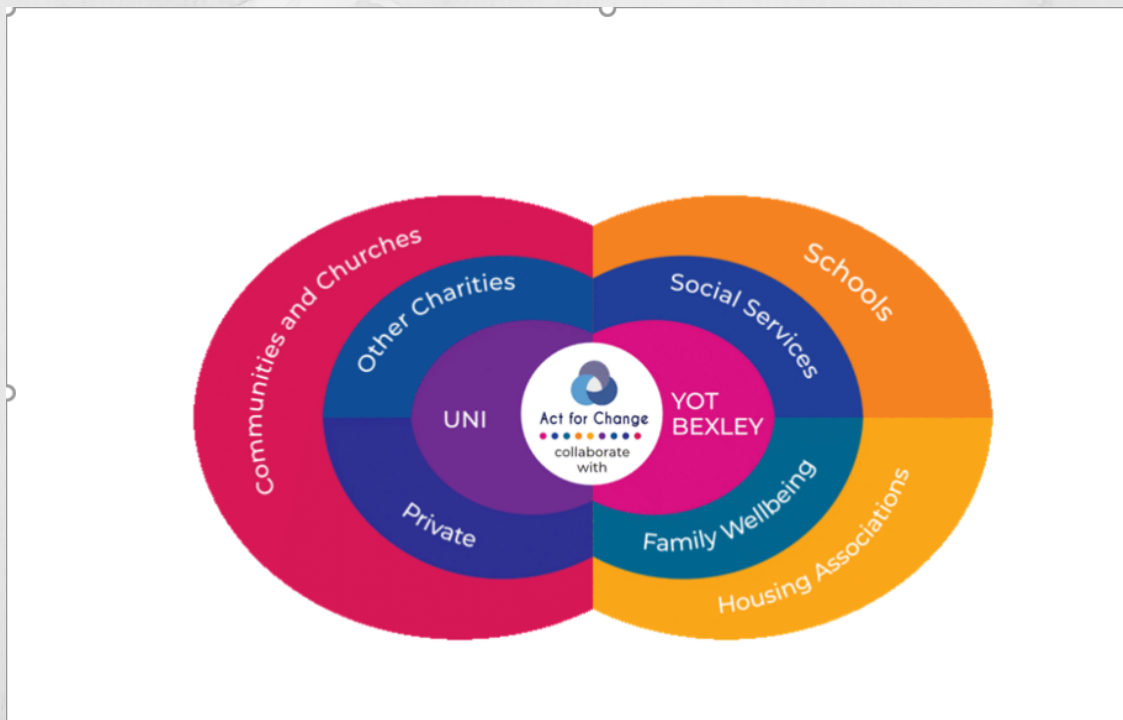 Communities and Churches
Other Charities
UNI
Private
Act for Change
collaborate
with
YOT
BEXLEY
Social Services
Schools
Family Wellbeing
Housing Associations